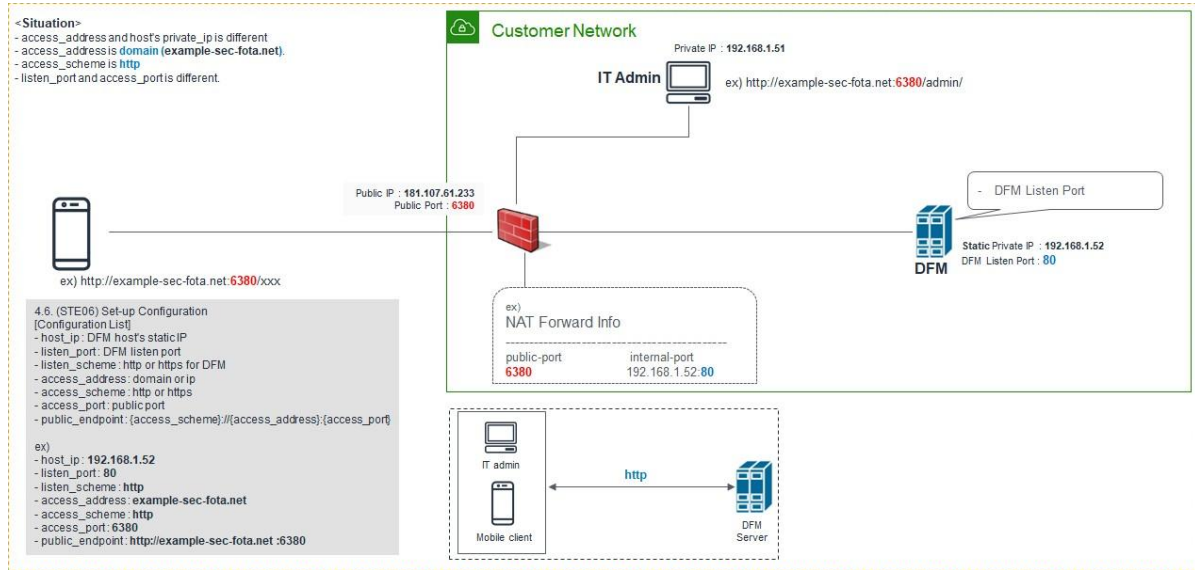 <Situation>
- access_address and host's private_ip is different
- access_address is domain (example-sec-fota.net).
- access_scheme is http
- listen_port and access_port is different.
Customer Network
Private IP : 192.168.1.51
IT Admin
ex) http://example-sec-fota.net:6380/admin/
Public IP : 181.107.61.233
Public Port : 6380
- DFM Listen Port
Static Private IP : 192.168.1.52
DFM Listen Port : 80
DFM
ex) http://example-sec-fota.net:6380/xxx
ex)
NAT Forward Info
public-port internal-port
6380 192.168.1.52:80
4.6. (STE06) Set-up Configuration
[Configuration List]
- host_ip : DFM host's static IP
- listen_port : DFM listen port
- listen_scheme : http or https for DFM
- access_address : domain or ip
- access_scheme : http or https
- access_port : public port
- public_endpoint : {access_scheme}://{access_address}:{access_port}
ex)
- host_ip : 192.168.1.52
- listen_port : 80
- listen_scheme : http
- access_address : example-sec-fota.net
- access_scheme : http
- access_port : 6380
- public_endpoint : http://example-sec-fota.net :6380
IT admin
http
Mobile client
DFM
Server